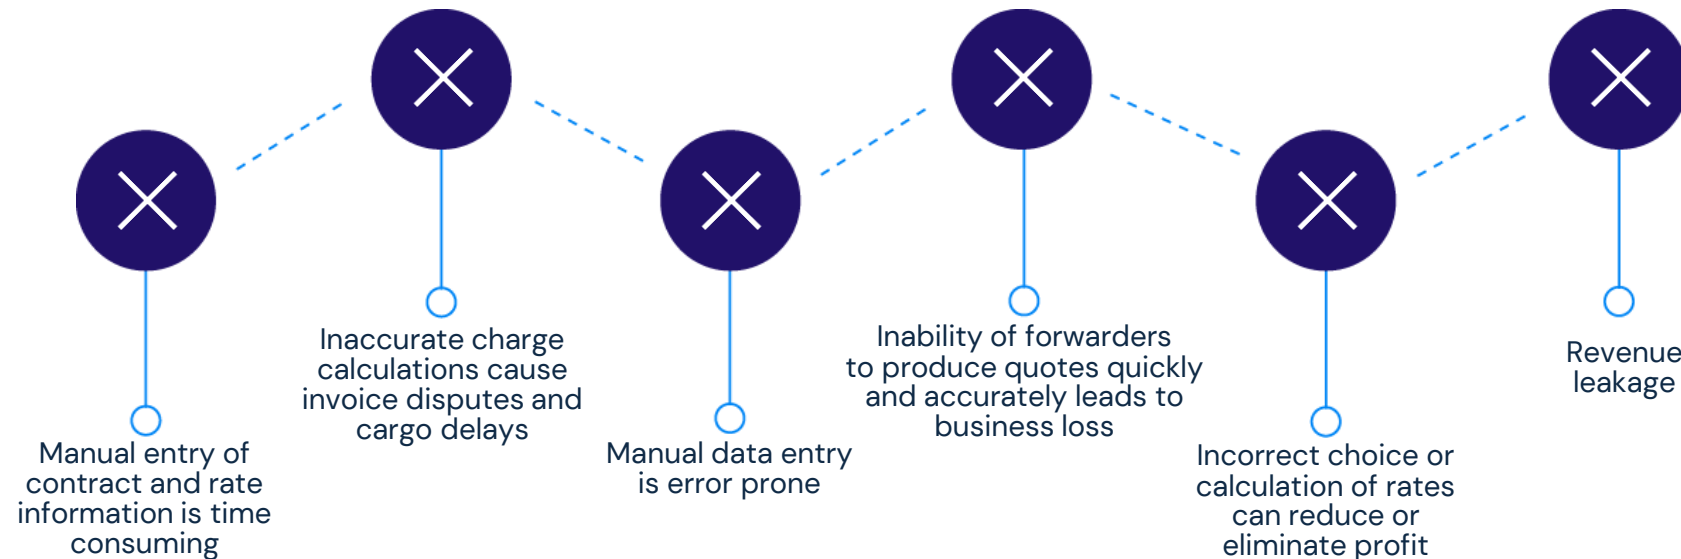 Manual entry of
contract and rate
information is time
consuming
Inaccurate charge
calculations cause
invoice disputes and
cargo delays
Manual data entry
is error prone
Inability of forwarders
to produce quotes quickly
and accurately leads to
business loss
Incorrect choice or
calculation of rates
can reduce or
eliminate profit
Revenue
leakage